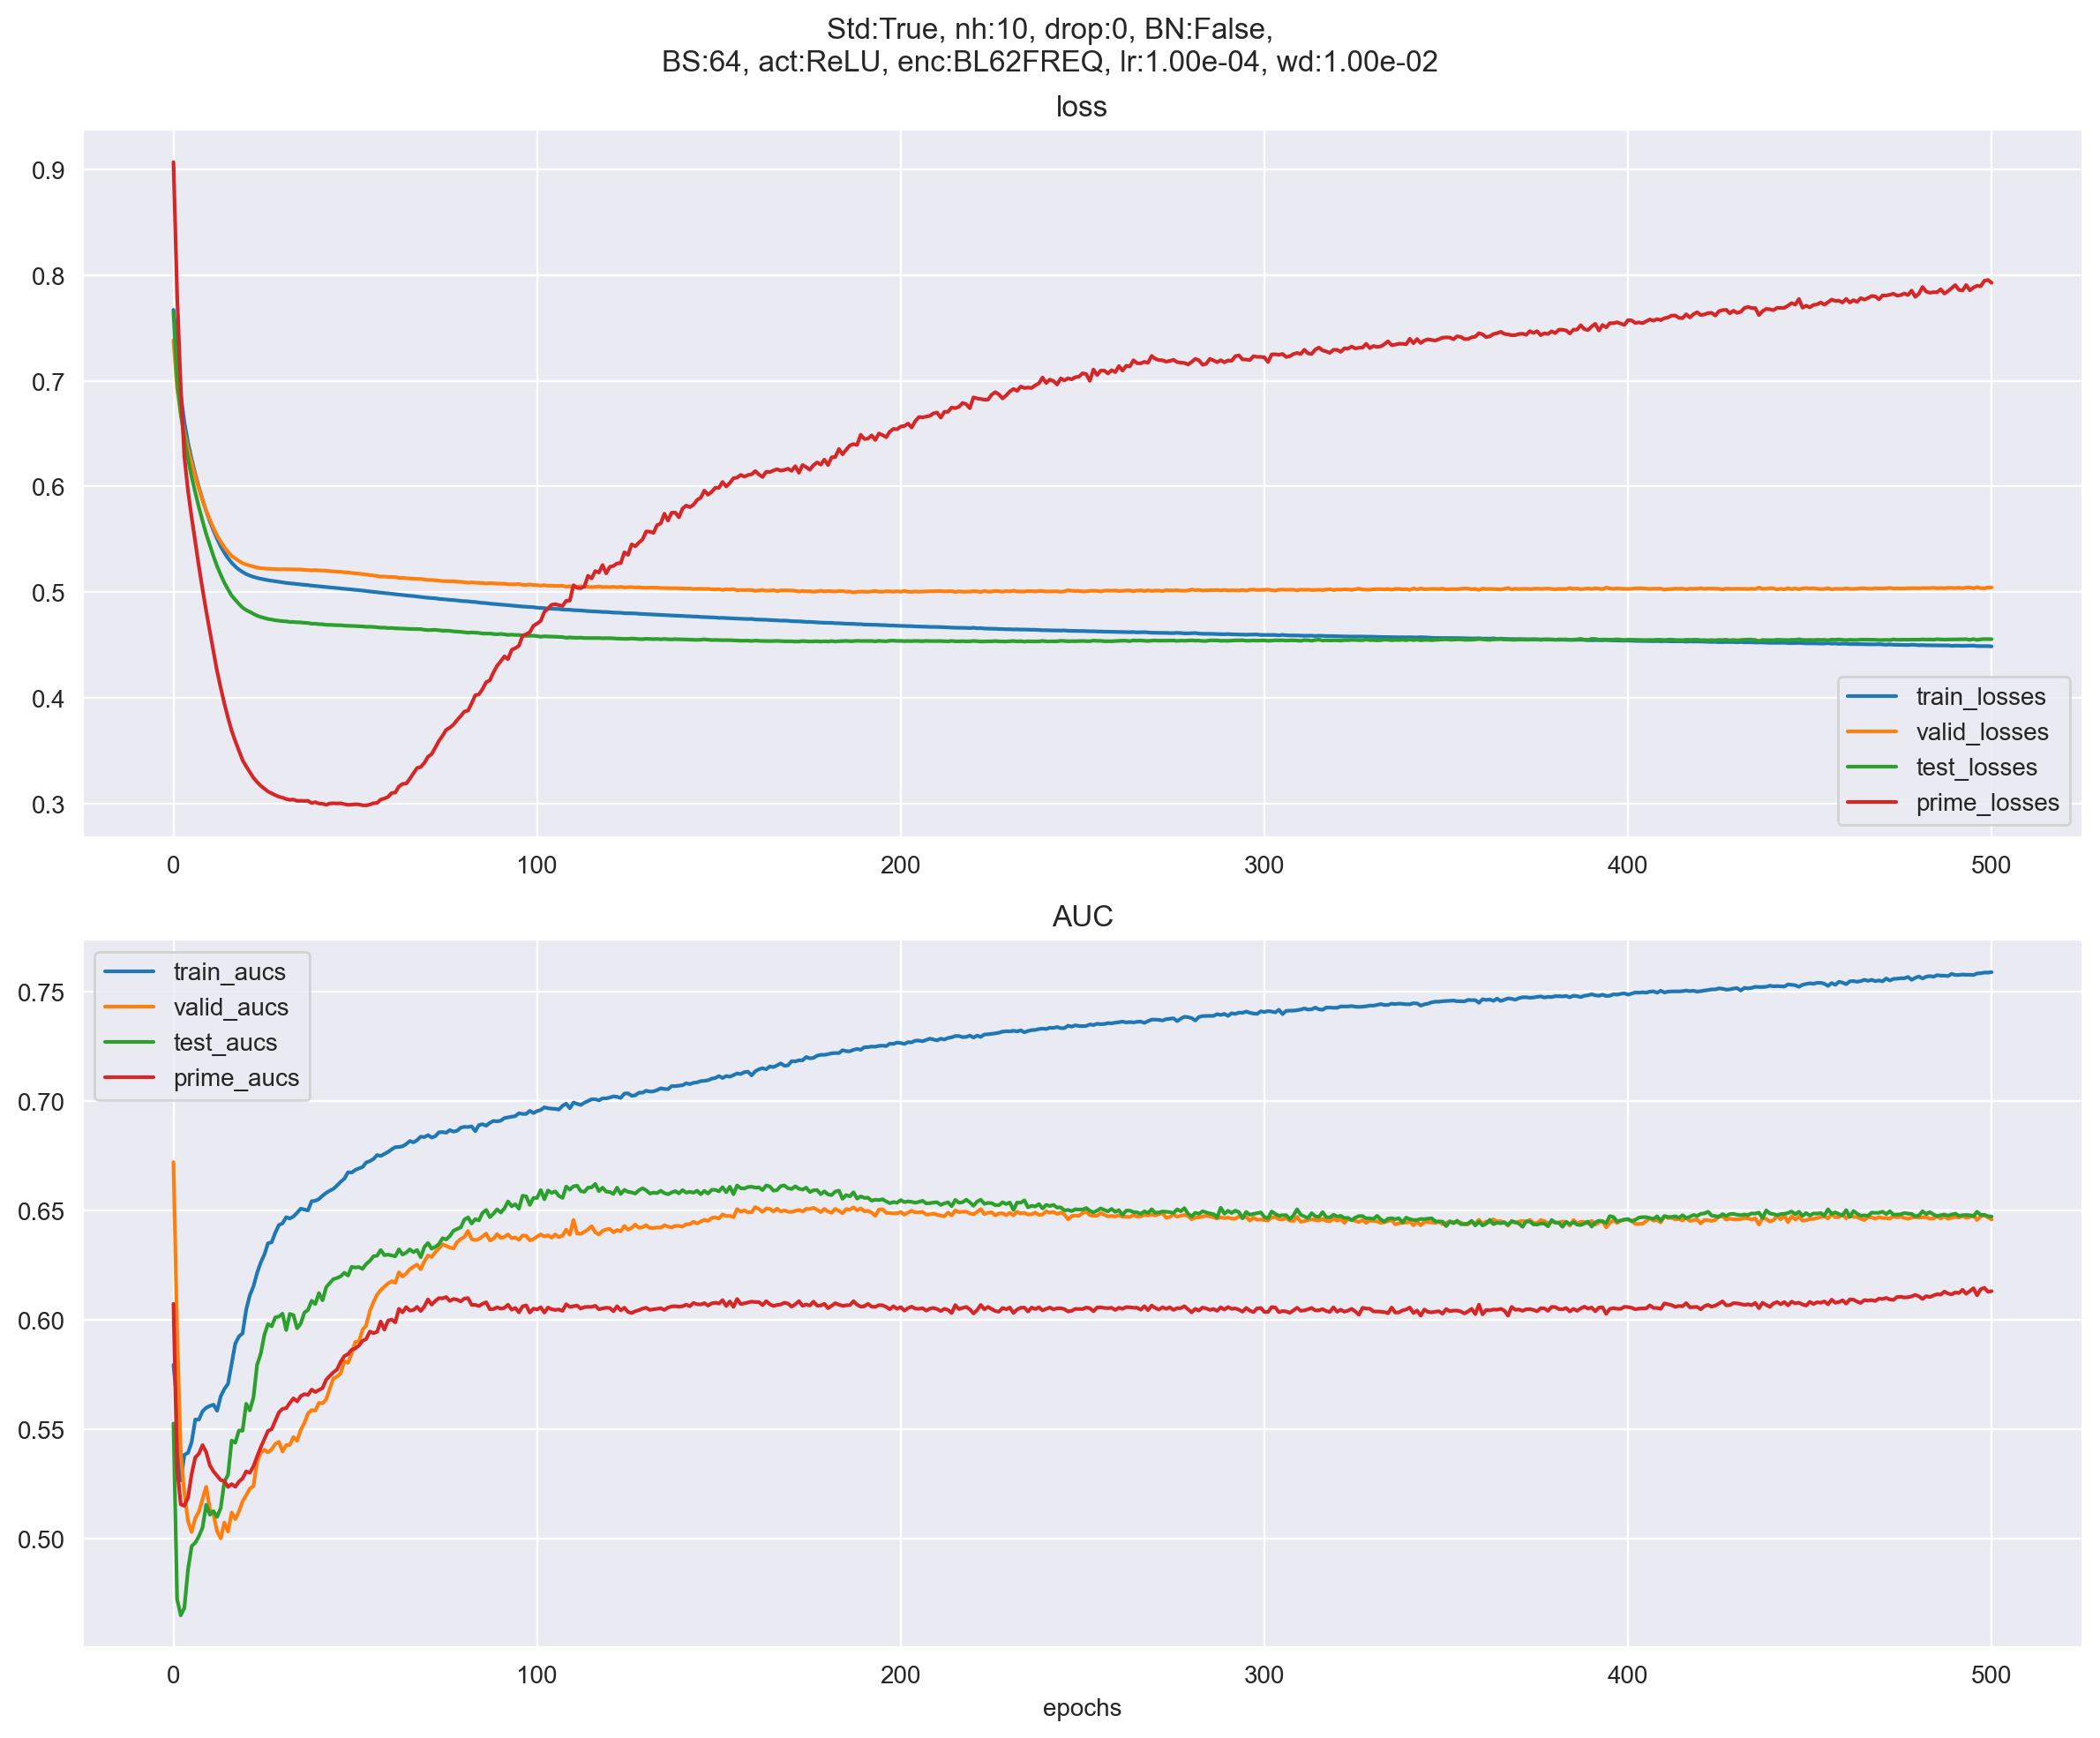 Std:True, nh:10, drop:0, BN:False,
BS:64, act:ReLU, enc:BL62FREQ, lr:1.00e-04, wd:1.00e-02
loss
0.9
0.8
0.7
0.6
0.5
0.4
0.3
train_losses
valid_losses
test_losses
prime_losses
0 100 200 300 400 500
AUC
train_aucs
valid_aucs
test_aucs
prime_aucs
0.75
0.70
0.65
0.60
0.55
0.50
0 100 200 300 400 500
epochs